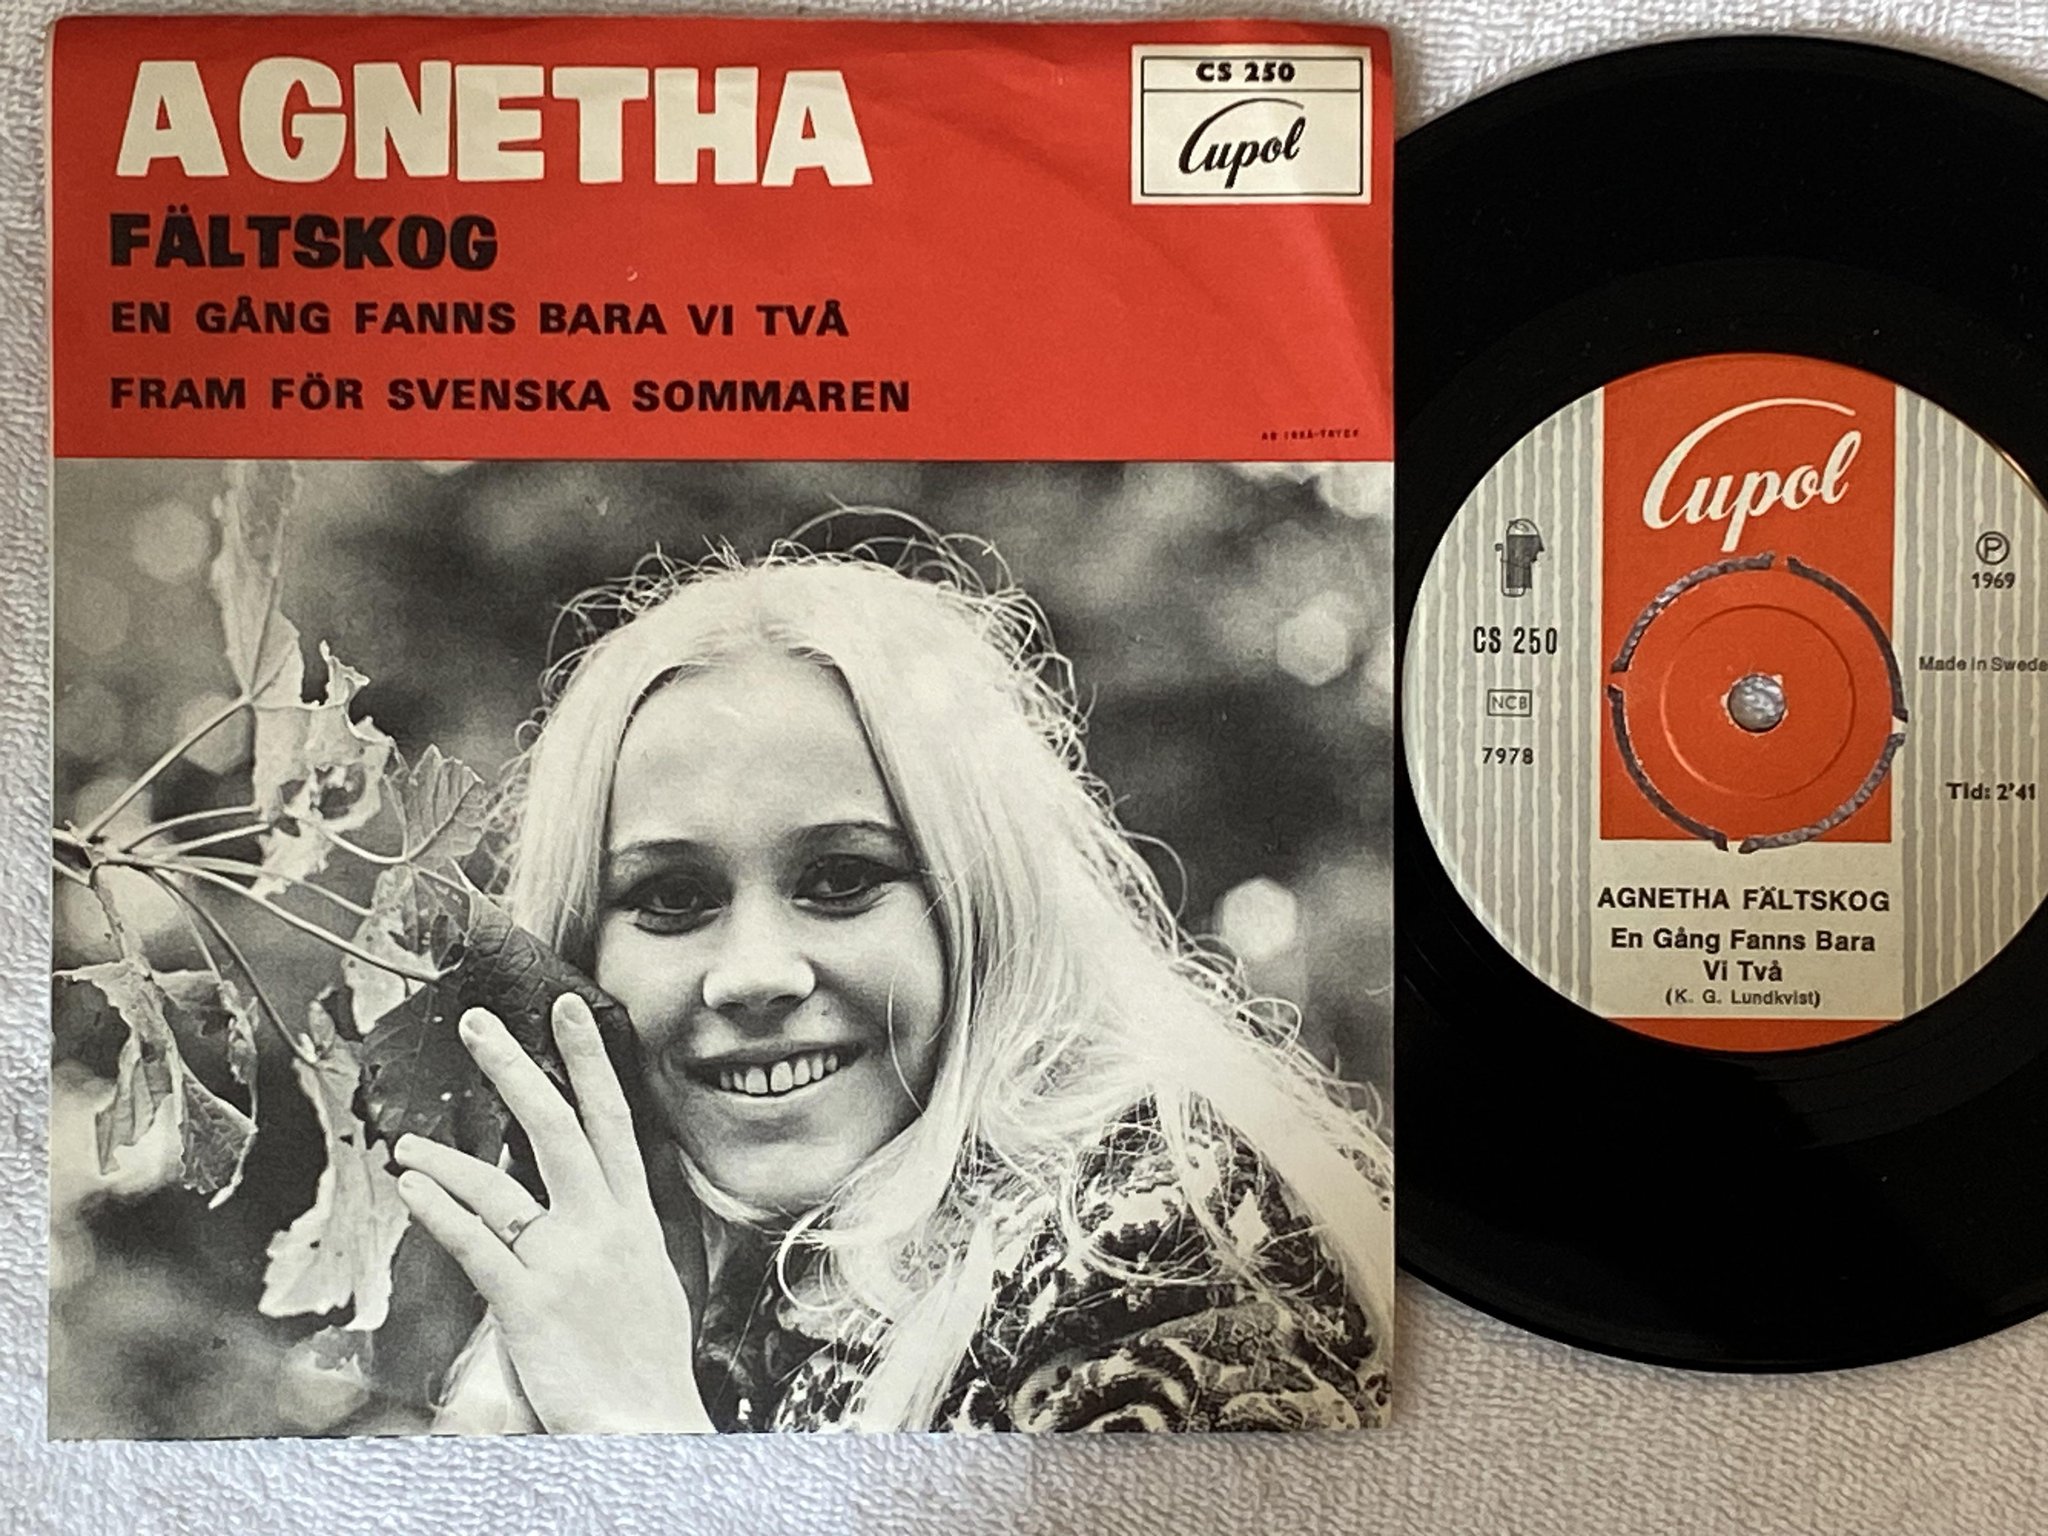 AGNETHA
FÄLTSKOG
EN GÅNG FANNS BARA VI TVÅ
FRAM FÖR SVENSKA SOMMAREN
CS 250
Cupol
Cupol
P
1969
CS 250
NCB
7978
Made in Swede
Tid: 2'41
AGNETHA FÄLTSKOG
En Gång Fanns Bara
Vi Två
(K. G. Lundkvist)